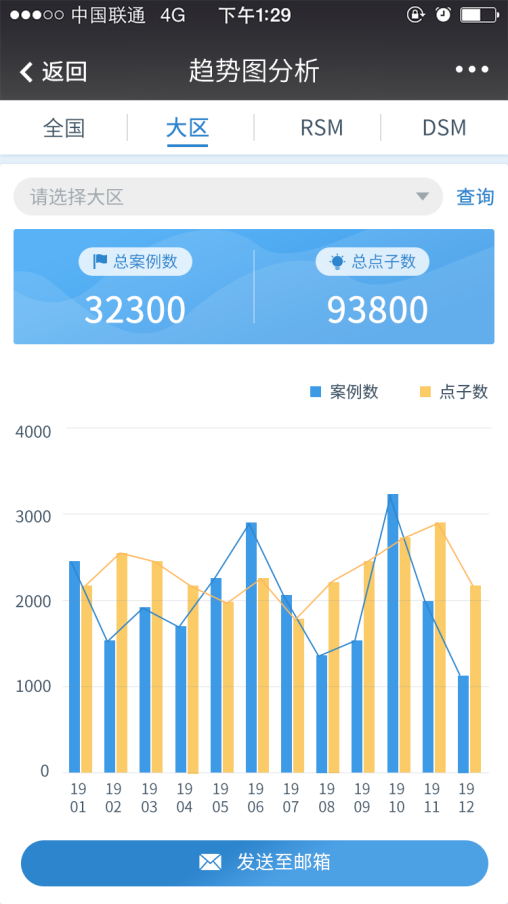 中国联通 4G 下午1:29
返回 趋势图分析
全国 大区 RSM DSM
请选择大区 查询
总案例数 总点子数
32300 93800
案例数 点子数
4000
3000
2000
1000
0
19 19 19 19 19 19 19 19 19 19 19 19
01 02 03 04 05 06 07 08 09 10 11 12
发送至邮箱